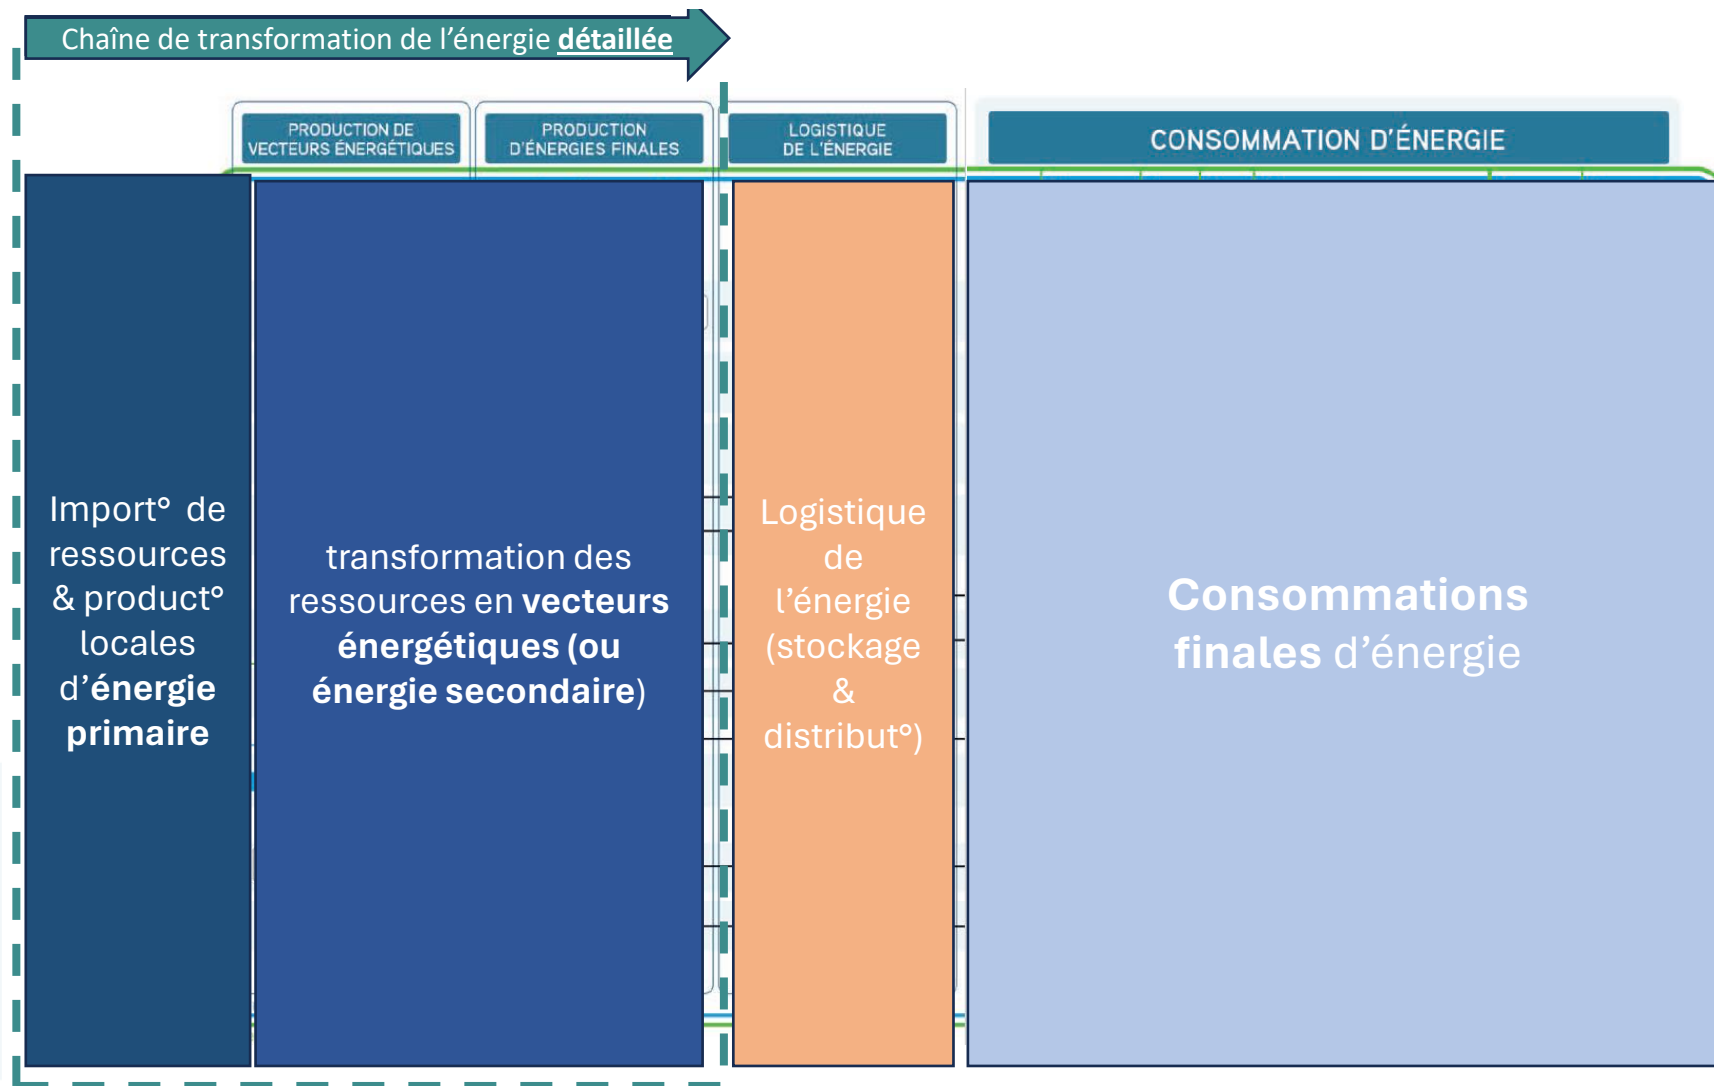 Chaîne de transformation de l'énergie détaillée
PRODUCTION DE
VECTEURS ÉNERGÉTIQUES
PRODUCTION
D'ÉNERGIES FINALES
LOGISTIQUE
DE L'ÉNERGIE
CONSOMMATION D'ÉNERGIE
Import° de
ressources
& product°
locales
d'énergie
primaire
transformation des
ressources en vecteurs
énergétiques (ou
énergie secondaire)
Logistique
de
l'énergie
(stockage
&
distribut°)
Consommations
finales d'énergie